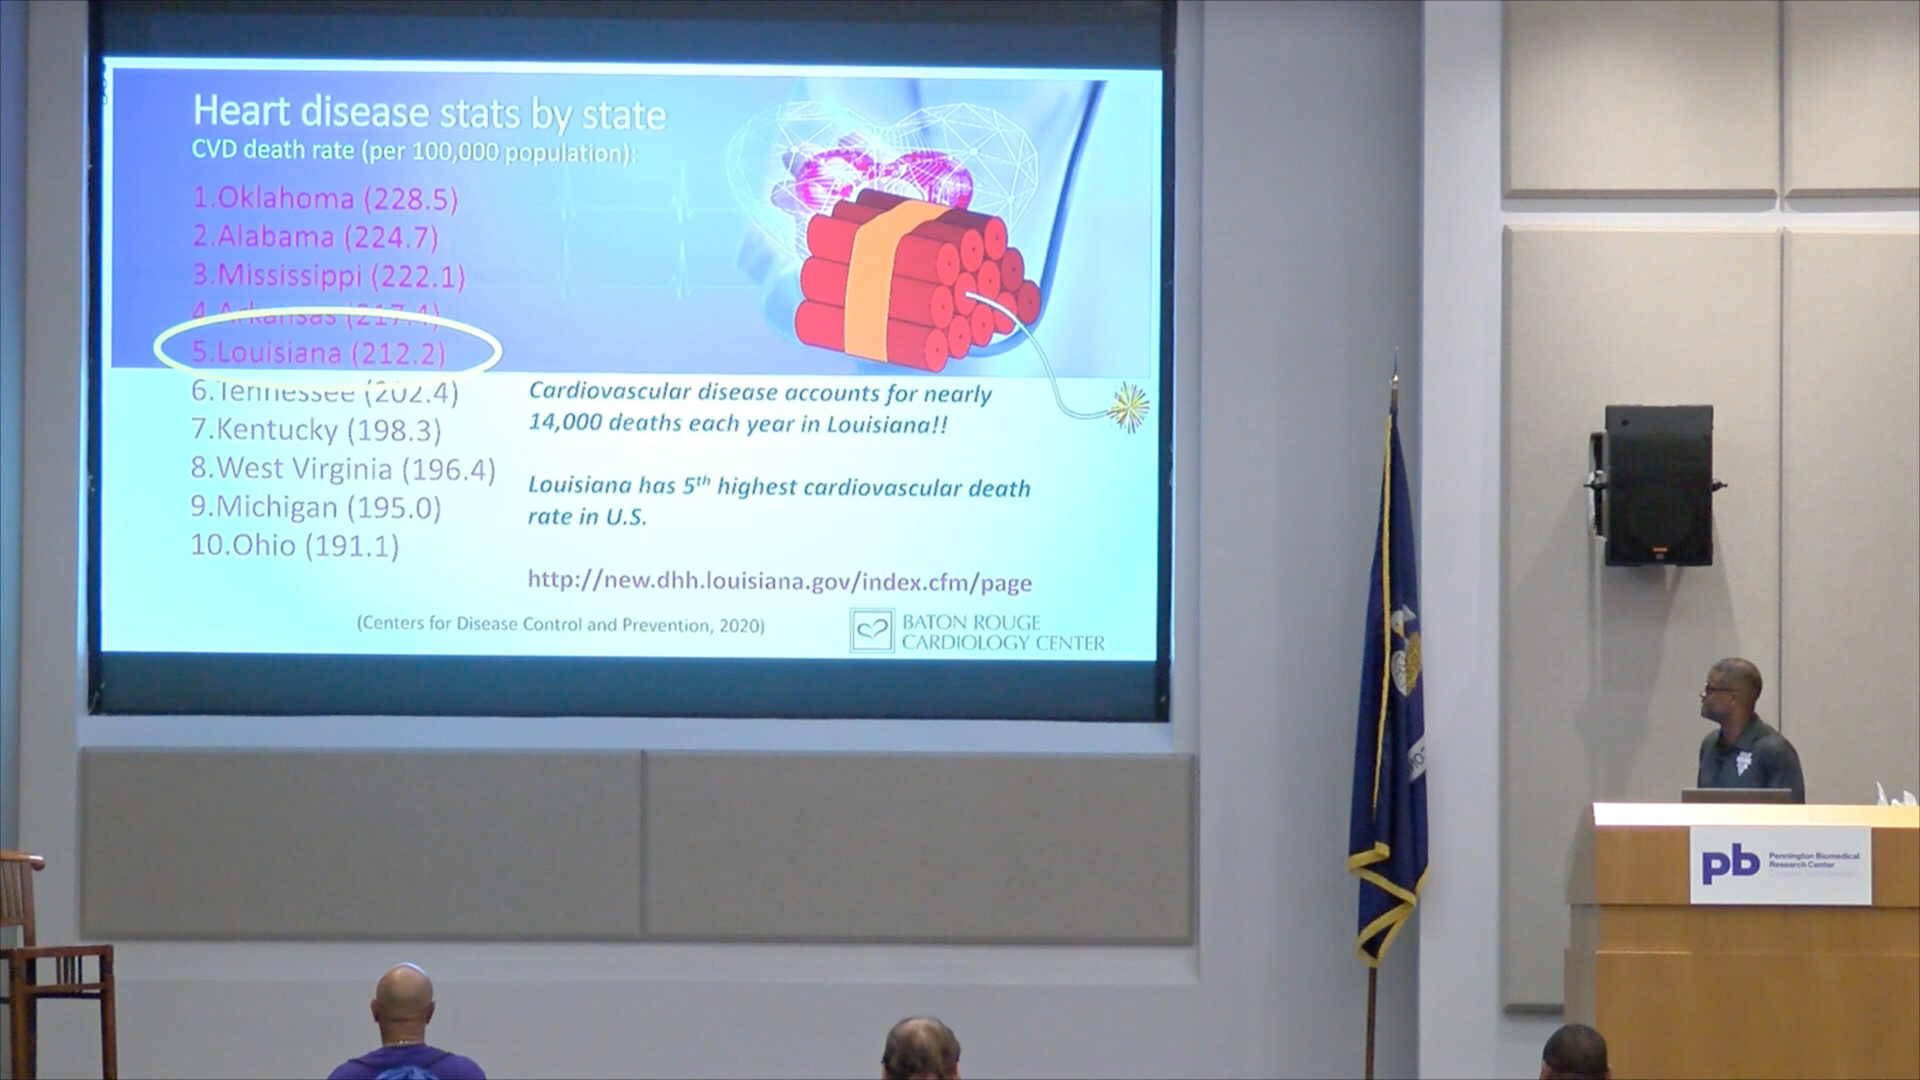 Heart disease stats by state
CVD death rate (per 100,000 population):
1.Oklahoma (228.5)
2.Alabama (224.7)
3.Mississippi (222.1)
4.Arkansas (217.4)
5.Louisiana (212.2)
6.Tennessee (202.4)
7.Kentucky (198.3)
8.West Virginia (196.4)
9.Michigan (195.0)
10.Ohio (191.1)
Cardiovascular disease accounts for nearly
14,000 deaths each year in Louisiana!!
Louisiana has 5th highest cardiovascular death
rate in U.S.
http://new.dhh.louisiana.gov/index.cfm/page
(Centers for Disease Control and Prevention, 2020)
BATON ROUGE
CARDIOLOGY CENTER
pb
Pennington Biomedical
Research Center